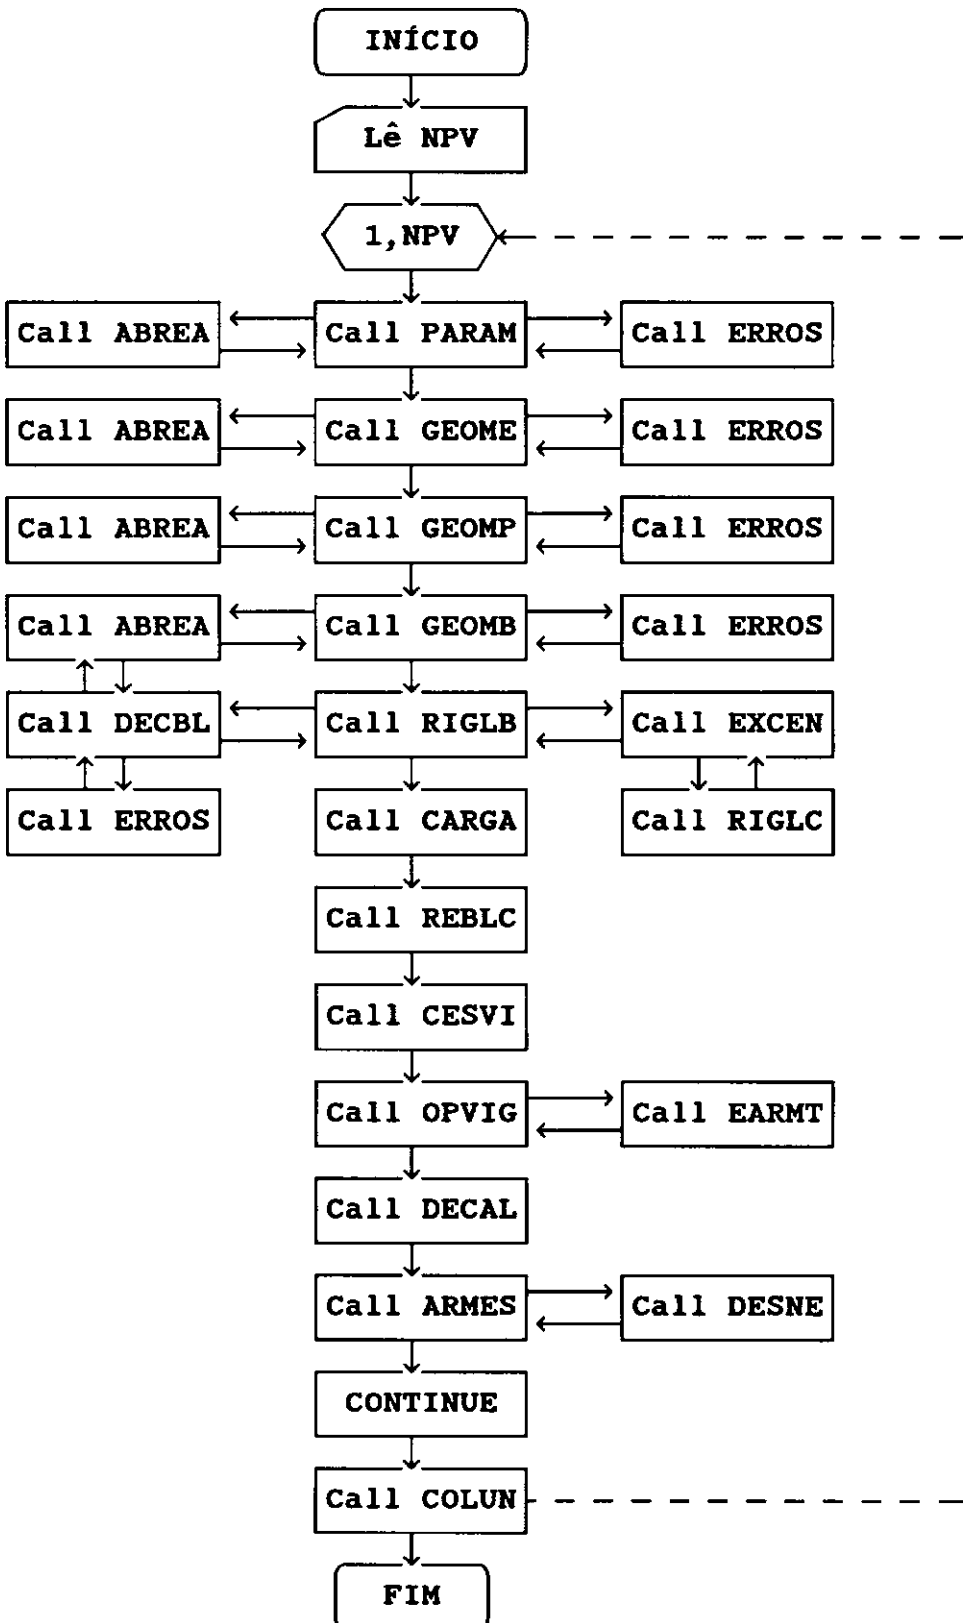 INÍCIO
Lê NPV
1,NPV
Call ABREA
Call PARAM
Call ERROS
Call ABREA
Call GEOME
Call ERROS
Call ABREA
Call GEOMP
Call ERROS
Call ABREA
Call GEOMB
Call ERROS
Call DECBL
Call RIGLB
Call EXCEN
Call ERROS
Call CARGA
Call RIGLC
Call REBLC
Call CESVI
Call OPVIG
Call EARMT
Call DECAL
Call ARMES
Call DESNE
CONTINUE
Call COLUN
FIM